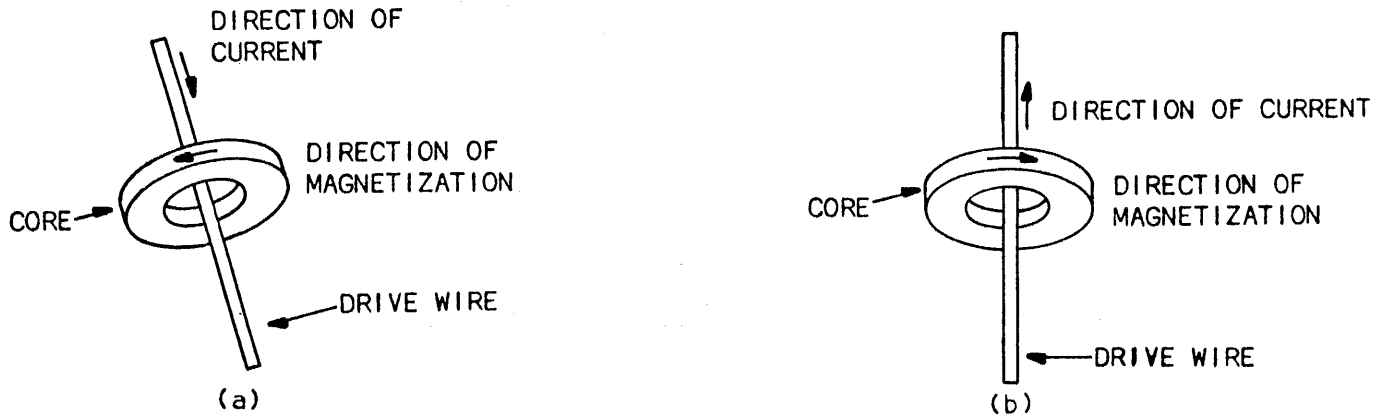 DIRECTION OF
CURRENT
DIRECTION OF
MAGNETIZATION
CORE
DRIVE WIRE
(a)
DIRECTION OF CURRENT
DIRECTION OF
MAGNETIZATION
CORE
DRIVE WIRE
(b)